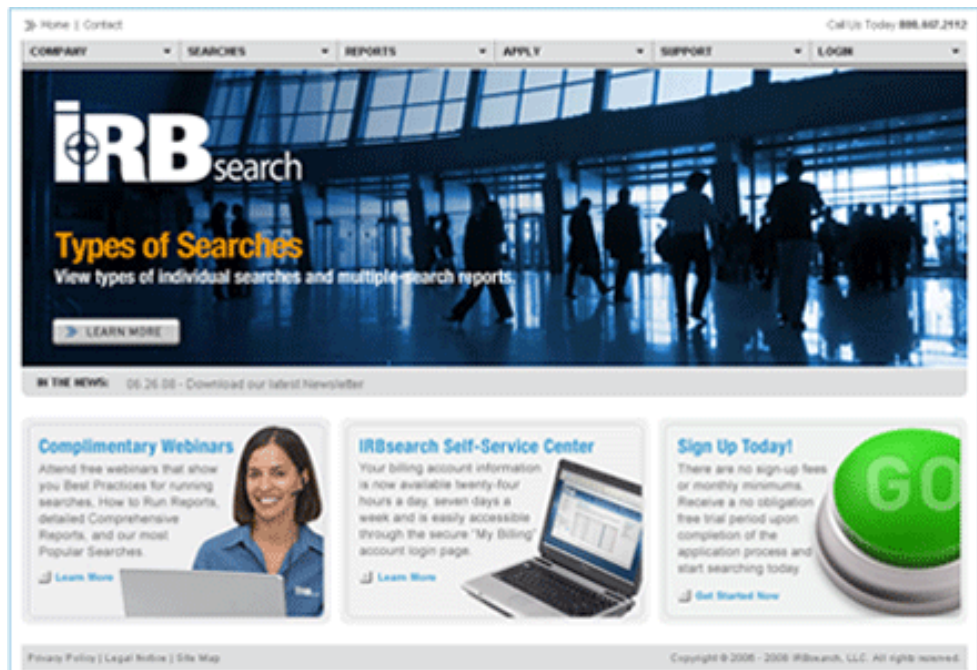 Home | Contact
Call Us Today 800.447.2112
COMPANY SEARCHES REPORTS APPLY SUPPORT LOGIN
iRBsearch
Types of Searches
View types of individual searches and multiple-search reports.
LEARN MORE
IN THE NEWS: 06.26.08 - Download our latest Newsletter
Complimentary Webinars
Attend free webinars that show
you Best Practices for running
searches, How to Run Reports,
detailed Comprehensive
Reports, and our most
Popular Searches.
Learn More
IRBsearch Self-Service Center
Your billing account information
is now available twenty-four
hours a day, seven days a
week and is easily accessible
through the secure "My Billing"
account login page.
Learn More
Sign Up Today!
There are no sign-up fees
or monthly minimums.
Receive a no obligation
free trial period upon
completion of the
application process and
start searching today.
Get Started Now
GO
Privacy Policy | Legal Notice | Site Map
Copyright © 2006 - 2008 IRBsearch, LLC. All rights reserved.